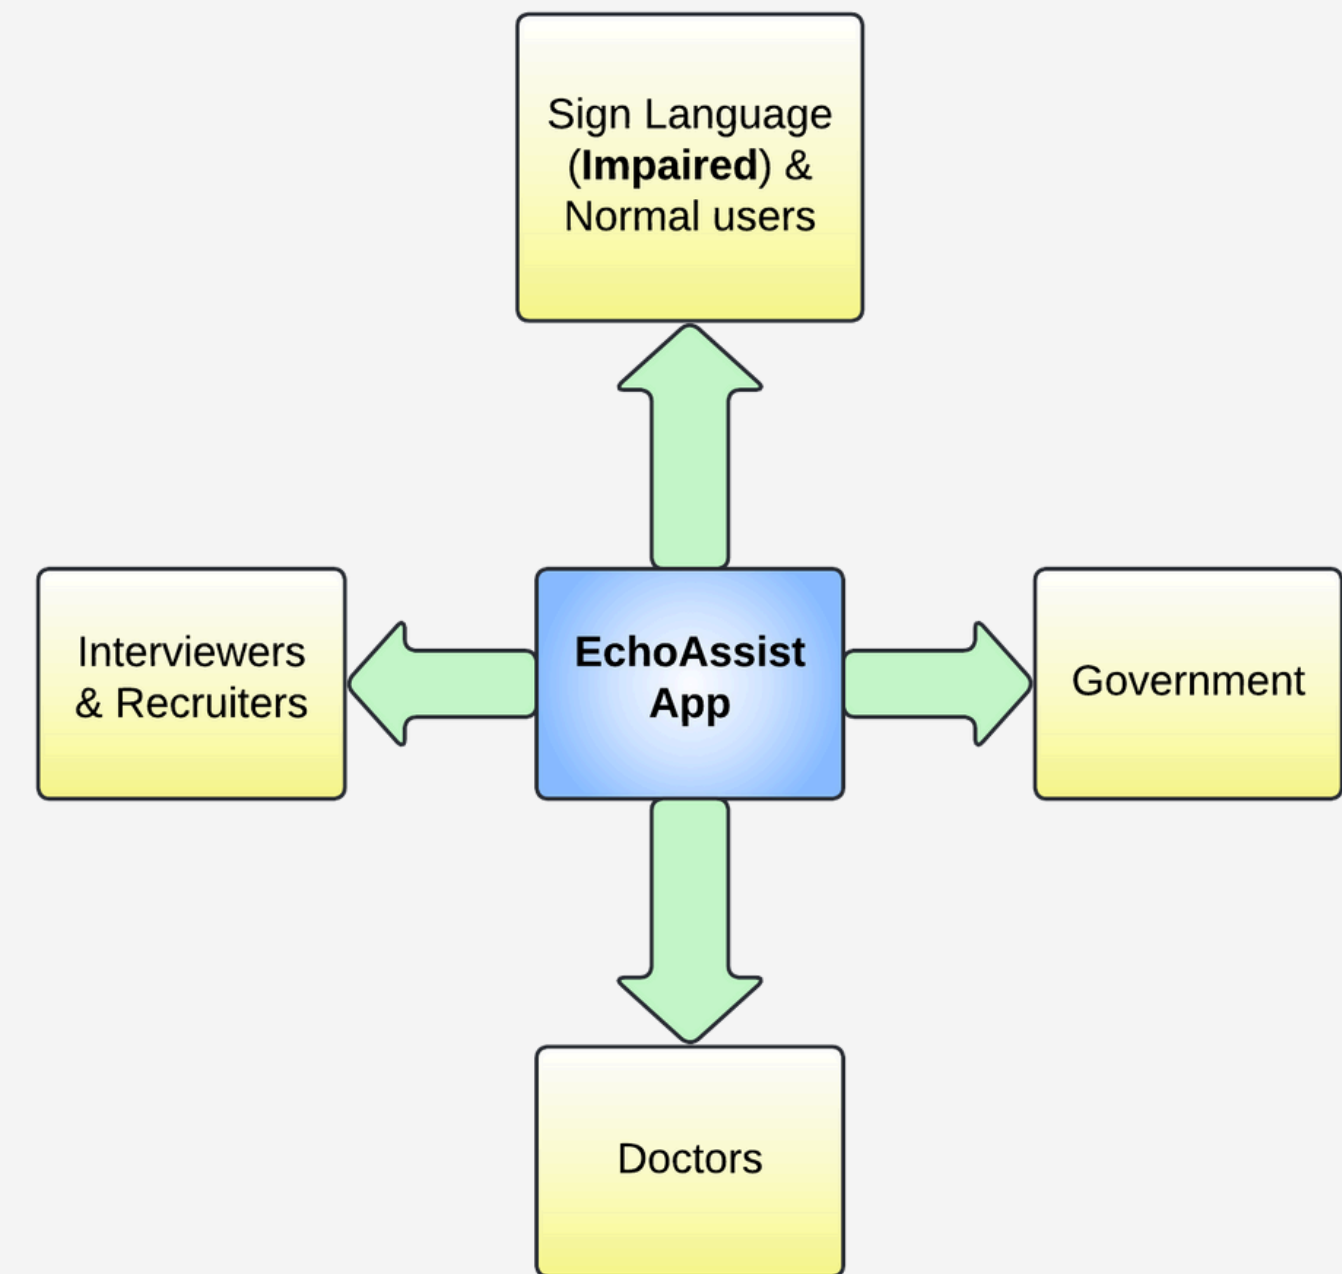 Sign Language
(Impaired) &
Normal users
Interviewers
& Recruiters
EchoAssist
App
Government
Doctors